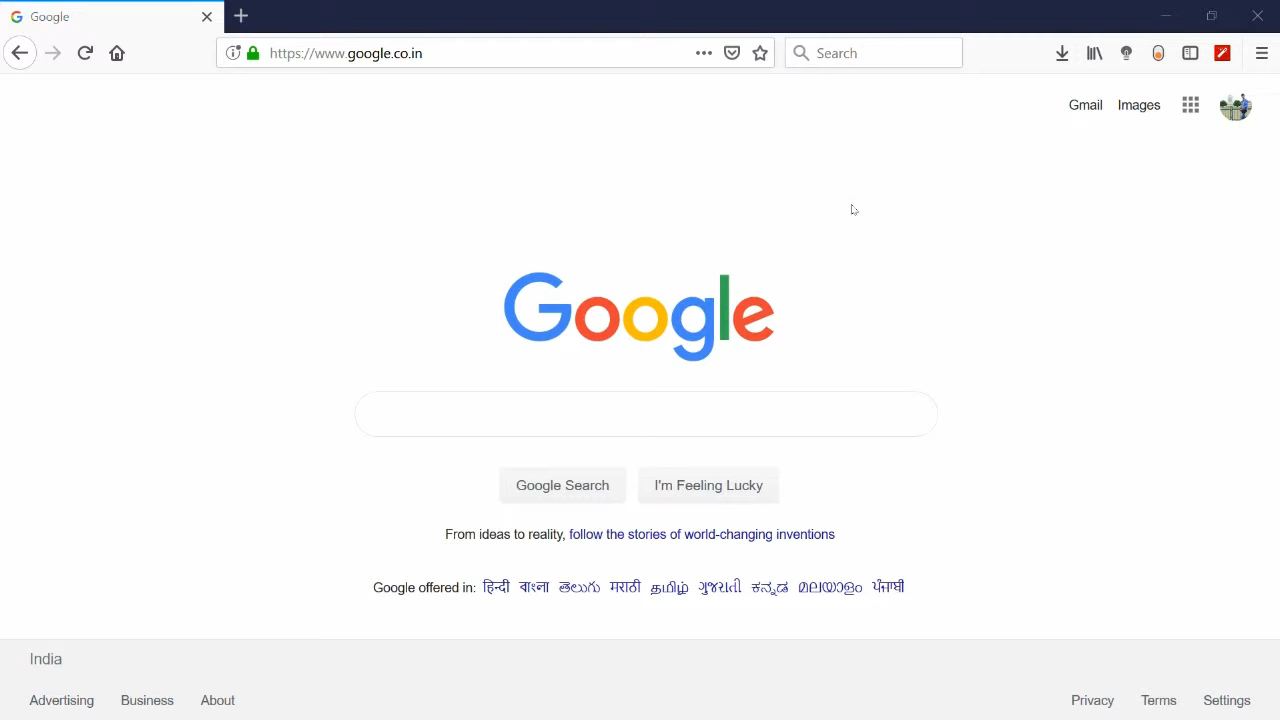 Google
https://www.google.co.in
Search
Gmail Images
Google
Google Search I'm Feeling Lucky
From ideas to reality, follow the stories of world-changing inventions
Google offered in: हिन्दी বাংলা తెలుగు मराठी தமிழ் ગુજરાતી ಕನ್ನಡ മലയാളം ਪੰਜਾਬੀ
India
Advertising Business About Privacy Terms Settings